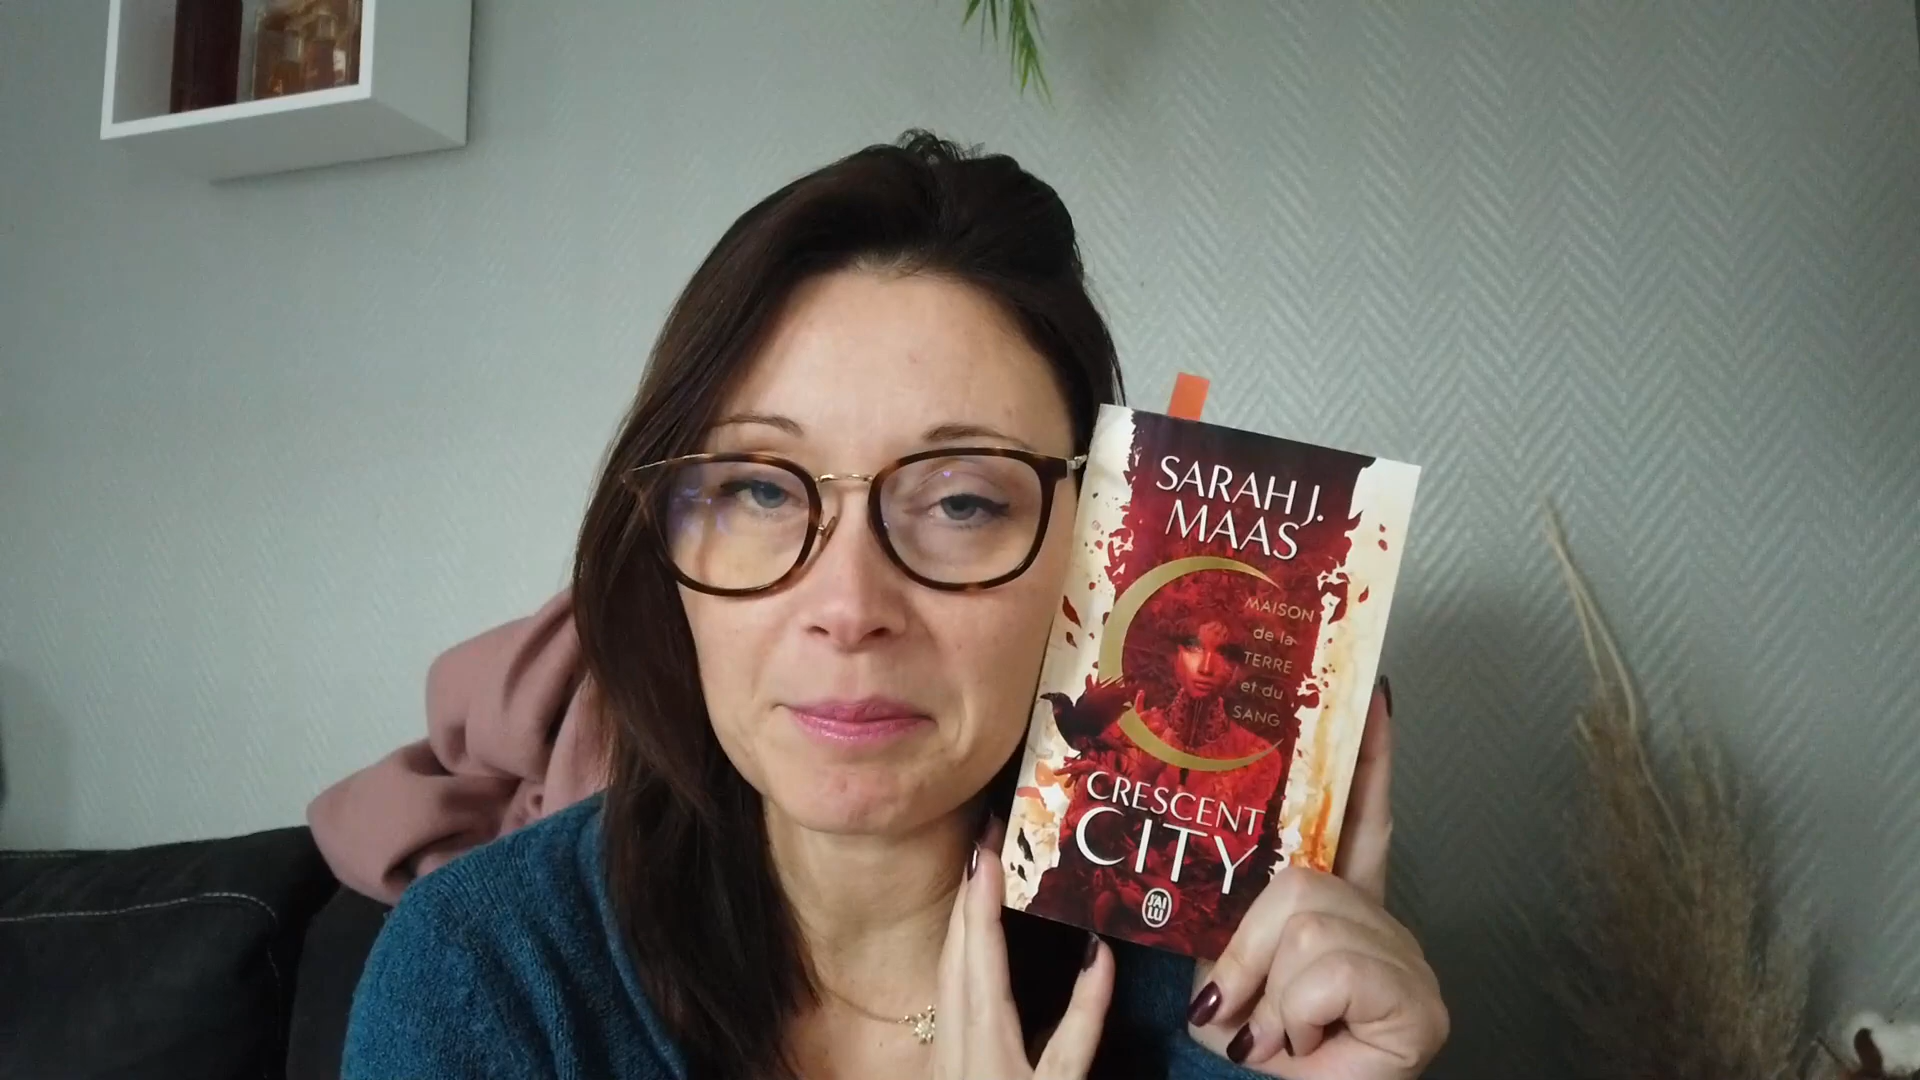 SARAH J.
MAAS
MAISON
de la
TERRE
et du
SANG
CRESCENT
CITY
J'AI
LU